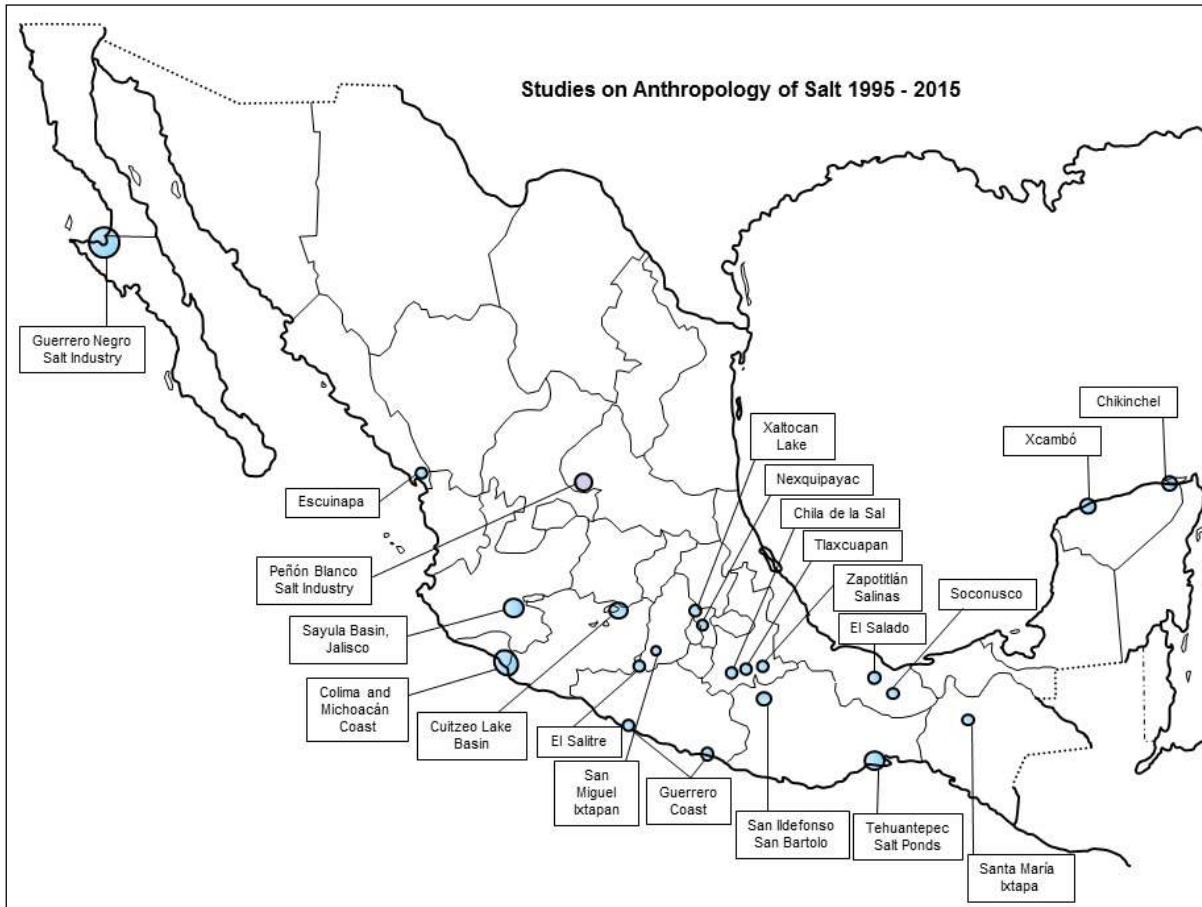 Studies on Anthropology of Salt 1995 - 2015
Guerrero Negro
Salt Industry
Escuinapa
Peñón Blanco
Salt Industry
Sayula Basin,
Jalisco
Colima and
Michoacán
Coast
Cuitzeo Lake
Basin
El Salitre
San
Miguel
Ixtapan
Guerrero
Coast
San Ildefonso
San Bartolo
Tehuantepec
Salt Ponds
Santa María
Ixtapa
Xaltocan
Lake
Nexquipayac
Chila de la Sal
Tlaxcuapan
Zapotitlán
Salinas
El Salado
Soconusco
Xcambó
Chikinchel